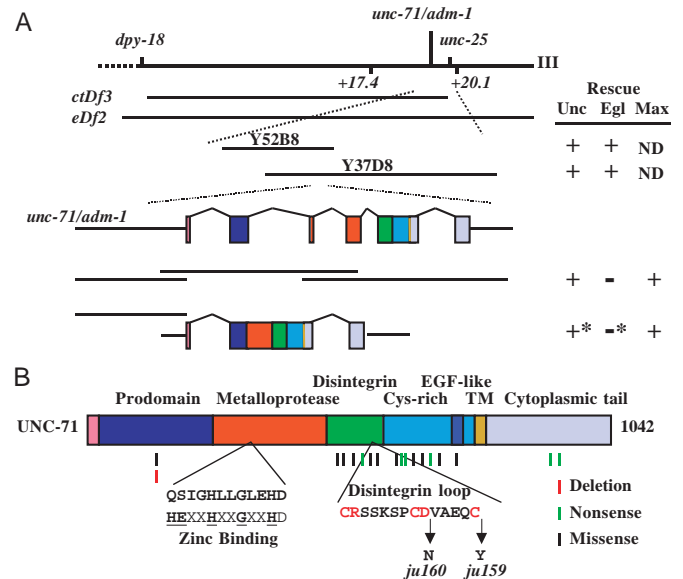 A
unc-71/adm-1
dpy-18
unc-25
III
+17.4
+20.1
Rescue
Unc Egl Max
ctDf3
eDf2
Y52B8
+ + ND
Y37D8
+ + ND
unc-71/adm-1
+ - +
+* -* +
B
Disintegrin
EGF-like
Prodomain
Metalloprotease
Cys-rich
TM
Cytoplasmic tail
UNC-71
1042
QSIGHLLGLEHD
HEXXHXXGXXHD
Zinc Binding
Disintegrin loop
CRSSKSPCDVAEQC
N
Y
ju160
ju159
Deletion
Nonsense
Missense